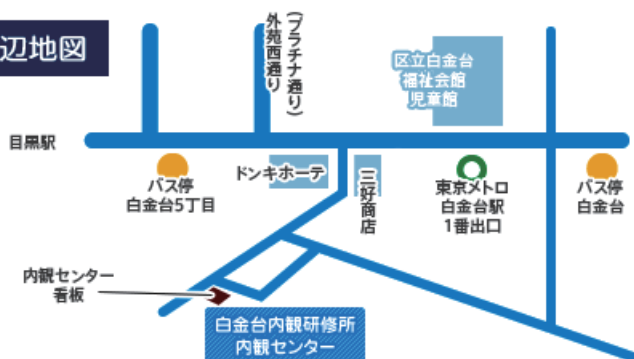 辺地図
(プラチナ通り)
外苑西通り
区立白金台
福祉会館
児童館
目黒駅
バス停
白金台5丁目
ドンキホーテ
三好商店
東京メトロ
白金台駅
1番出口
バス停
白金台
内観センター
看板
白金台内観研修所
内観センター